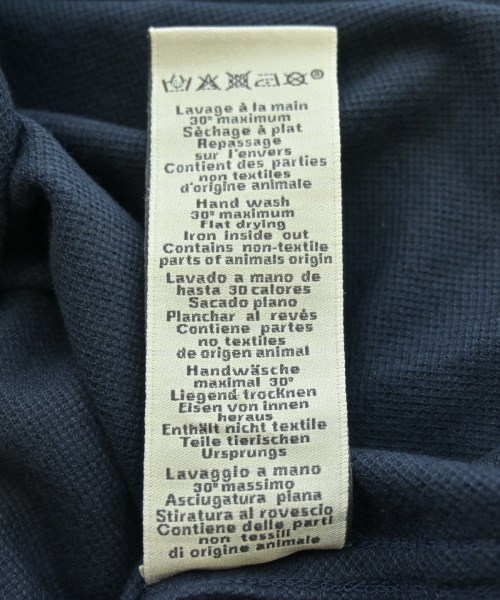 ®
Lavage à la main
30° maximum
Sèchage à plat
Repassage
sur l'envers
Contient des parties
non textiles
d'origine animale
Hand wash
30° maximum
Flat drying
Iron inside out
Contains non-textile
parts of animals origin
Lavado a mano de
hasta 30 calores
Sacado plano
Planchar al revés
Contiene partes
no textiles
de origen animal
Handwäsche
maximal 30°
Liegend trocknen
Eisen von innen
heraus
Enthält nicht textile
Teile tierischen
Ursprungs
Lavaggio a mano
30° massimo
Asciugatura piana
Stiratura al rovescio
Contiene delle parti
non tessili
di origine animale